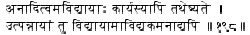 अनादित्वमविद्यायाः कार्यस्यापि तथेष्यते ।
उत्पन्नायां तु विद्यायामाविद्यकमनाद्यपि ॥१९८॥